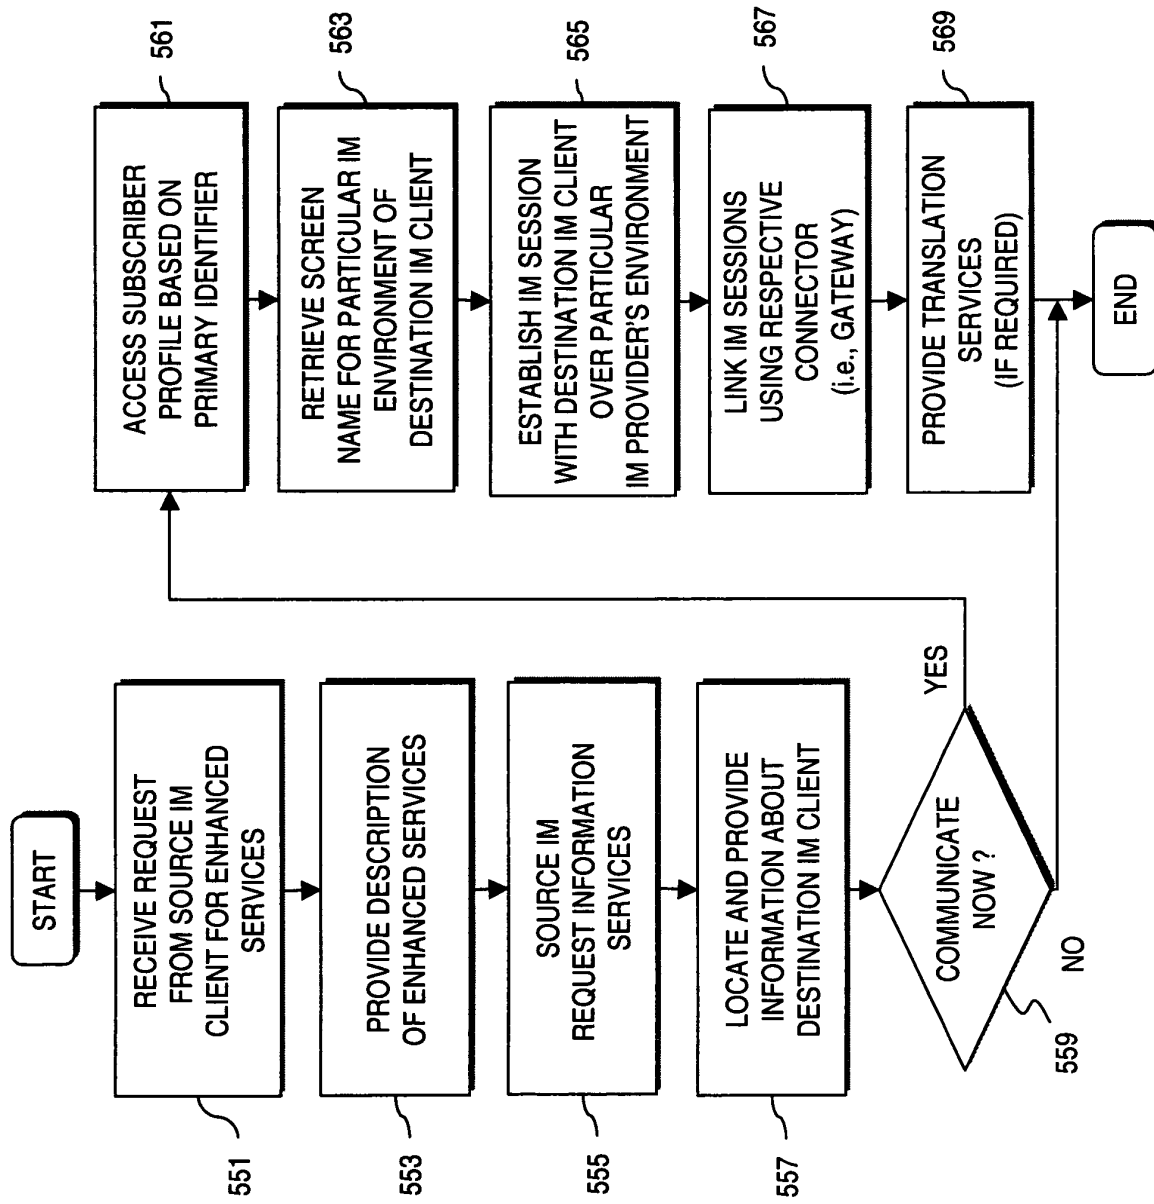 START
RECEIVE REQUEST
FROM SOURCE IM
CLIENT FOR ENHANCED
SERVICES
551
PROVIDE DESCRIPTION
OF ENHANCED SERVICES
553
SOURCE IM
REQUEST INFORMATION
SERVICES
555
LOCATE AND PROVIDE
INFORMATION ABOUT
DESTINATION IM CLIENT
557
COMMUNICATE
NOW ?
559
YES
NO
ACCESS SUBSCRIBER
PROFILE BASED ON
PRIMARY IDENTIFIER
561
RETRIEVE SCREEN
NAME FOR PARTICULAR IM
ENVIRONMENT OF
DESTINATION IM CLIENT
563
ESTABLISH IM SESSION
WITH DESTINATION IM CLIENT
OVER PARTICULAR
IM PROVIDER'S ENVIRONMENT
565
LINK IM SESSIONS
USING RESPECTIVE
CONNECTOR
(i.e., GATEWAY)
567
PROVIDE TRANSLATION
SERVICES
(IF REQUIRED)
569
END